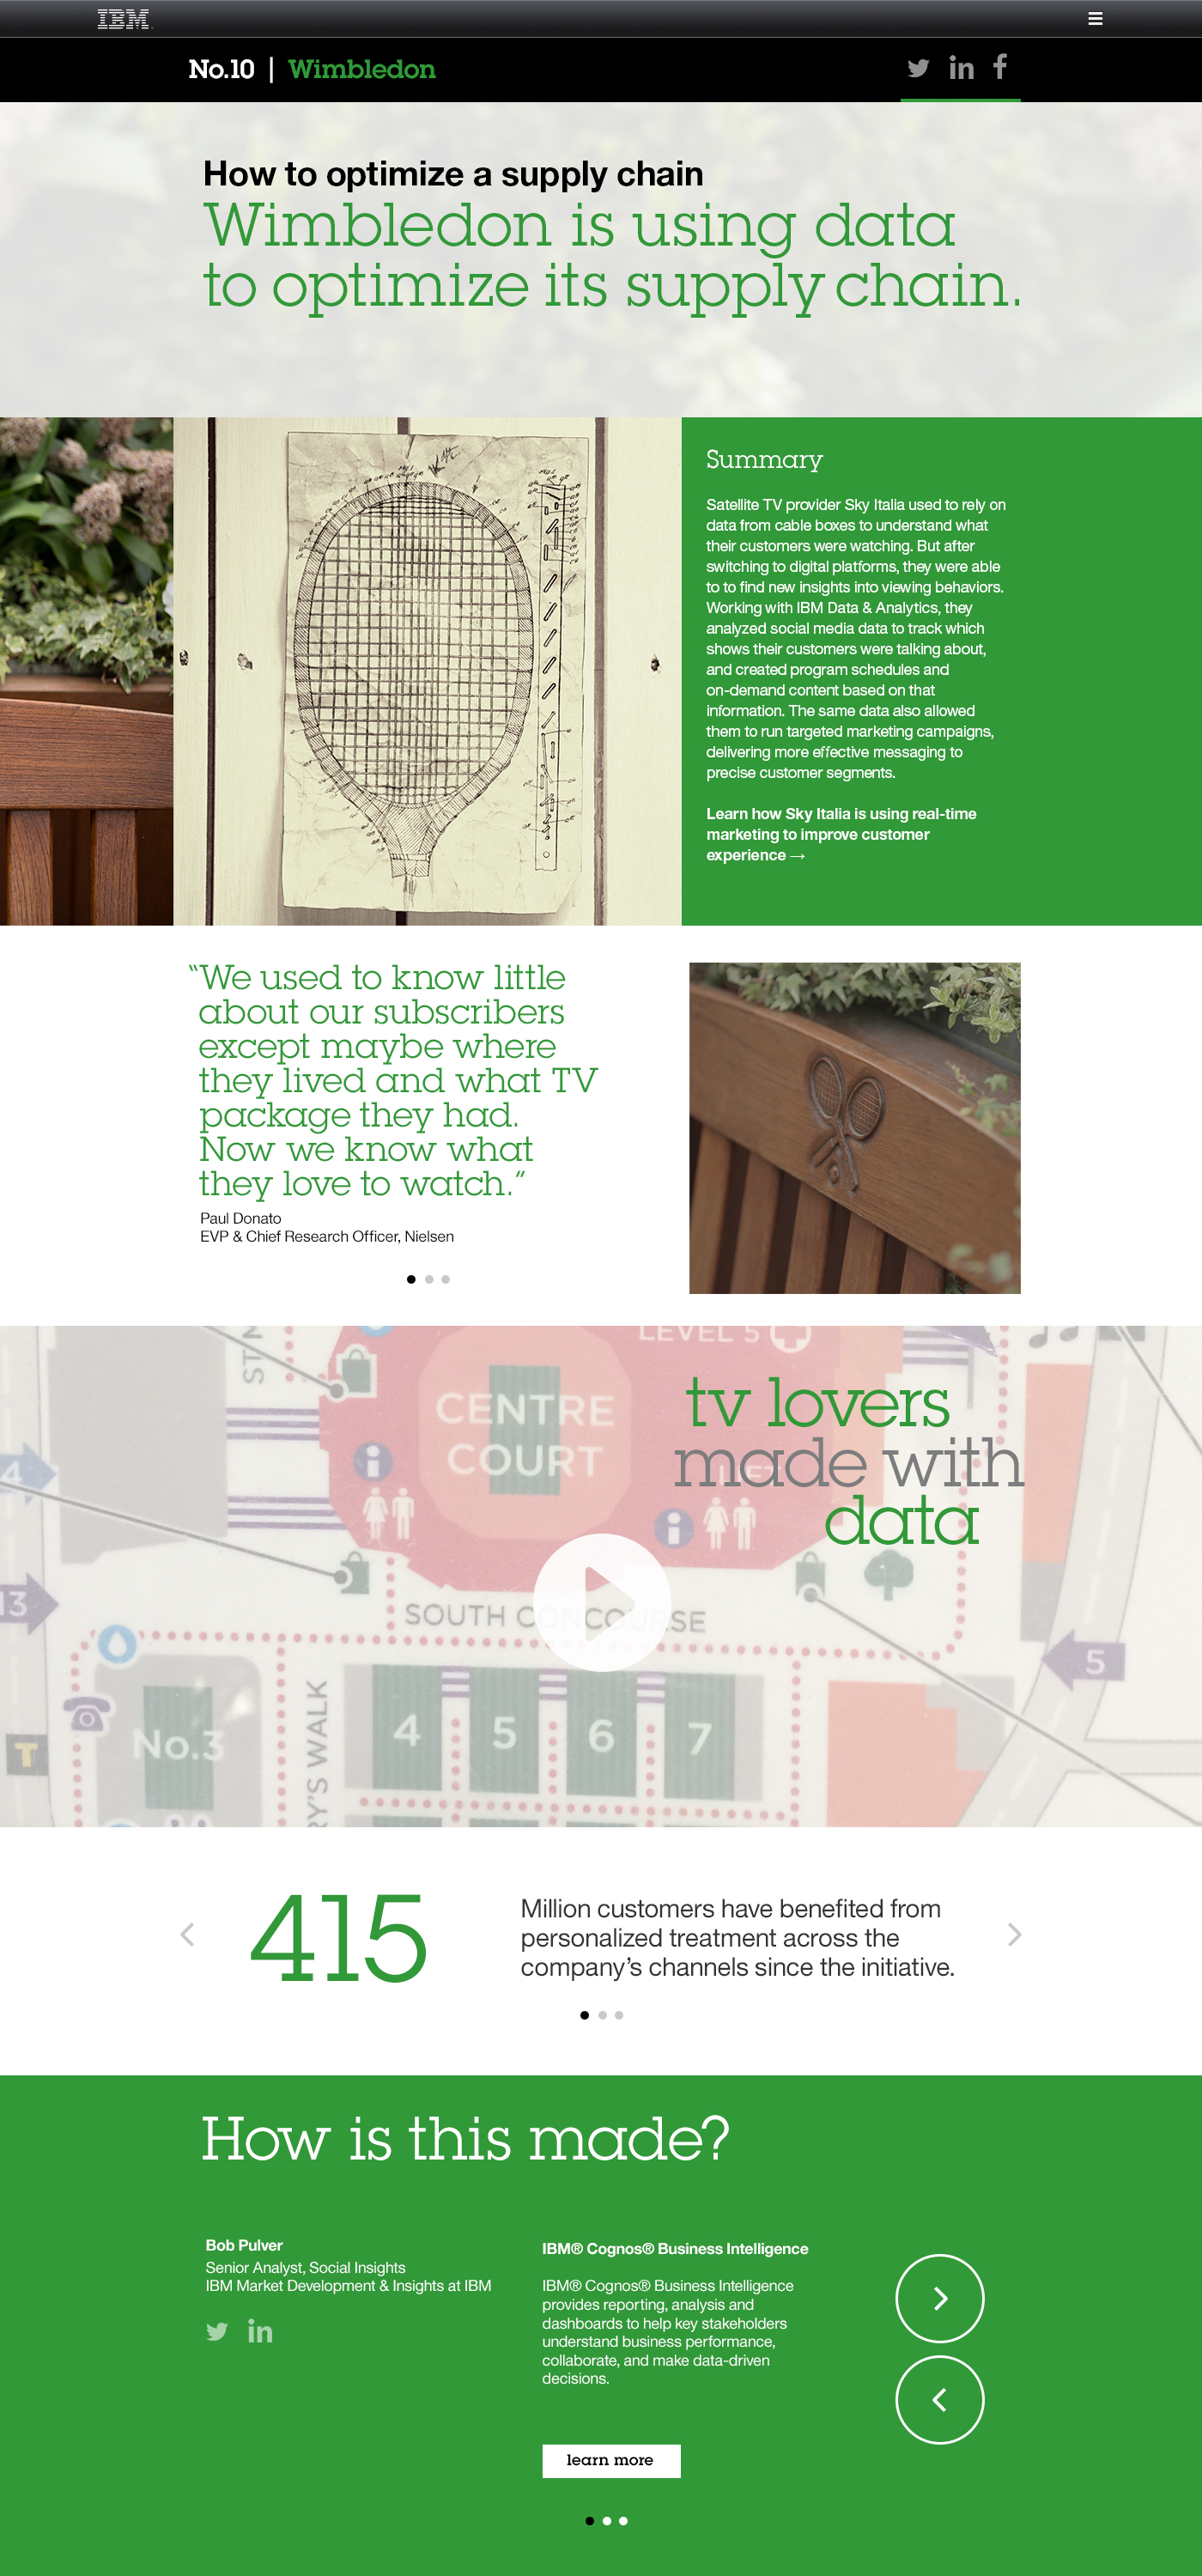 IBM
No.10 | Wimbledon
How to optimize a supply chain
Wimbledon is using data
to optimize its supply chain.
Summary
Satellite TV provider Sky Italia used to rely on
data from cable boxes to understand what
their customers were watching. But after
switching to digital platforms, they were able
to to find new insights into viewing behaviors.
Working with IBM Data & Analytics, they
analyzed social media data to track which
shows their customers were talking about,
and created program schedules and
on-demand content based on that
information. The same data also allowed
them to run targeted marketing campaigns,
delivering more effective messaging to
precise customer segments.
Learn how Sky Italia is using real-time
marketing to improve customer
experience →
“We used to know little
about our subscribers
except maybe where
they lived and what TV
package they had.
Now we know what
they love to watch.”
Paul Donato
EVP & Chief Research Officer, Nielsen
LEVEL 5
CENTRE
COURT
tv lovers
made with
data
4
13
SOUTH CONCOURSE
5
No.3
RY'S WALK
4
5
6
7
T
415
Million customers have benefited from
personalized treatment across the
company’s channels since the initiative.
How is this made?
Bob Pulver
Senior Analyst, Social Insights
IBM Market Development & Insights at IBM
IBM® Cognos® Business Intelligence
IBM® Cognos® Business Intelligence
provides reporting, analysis and
dashboards to help key stakeholders
understand business performance,
collaborate, and make data-driven
decisions.
learn more